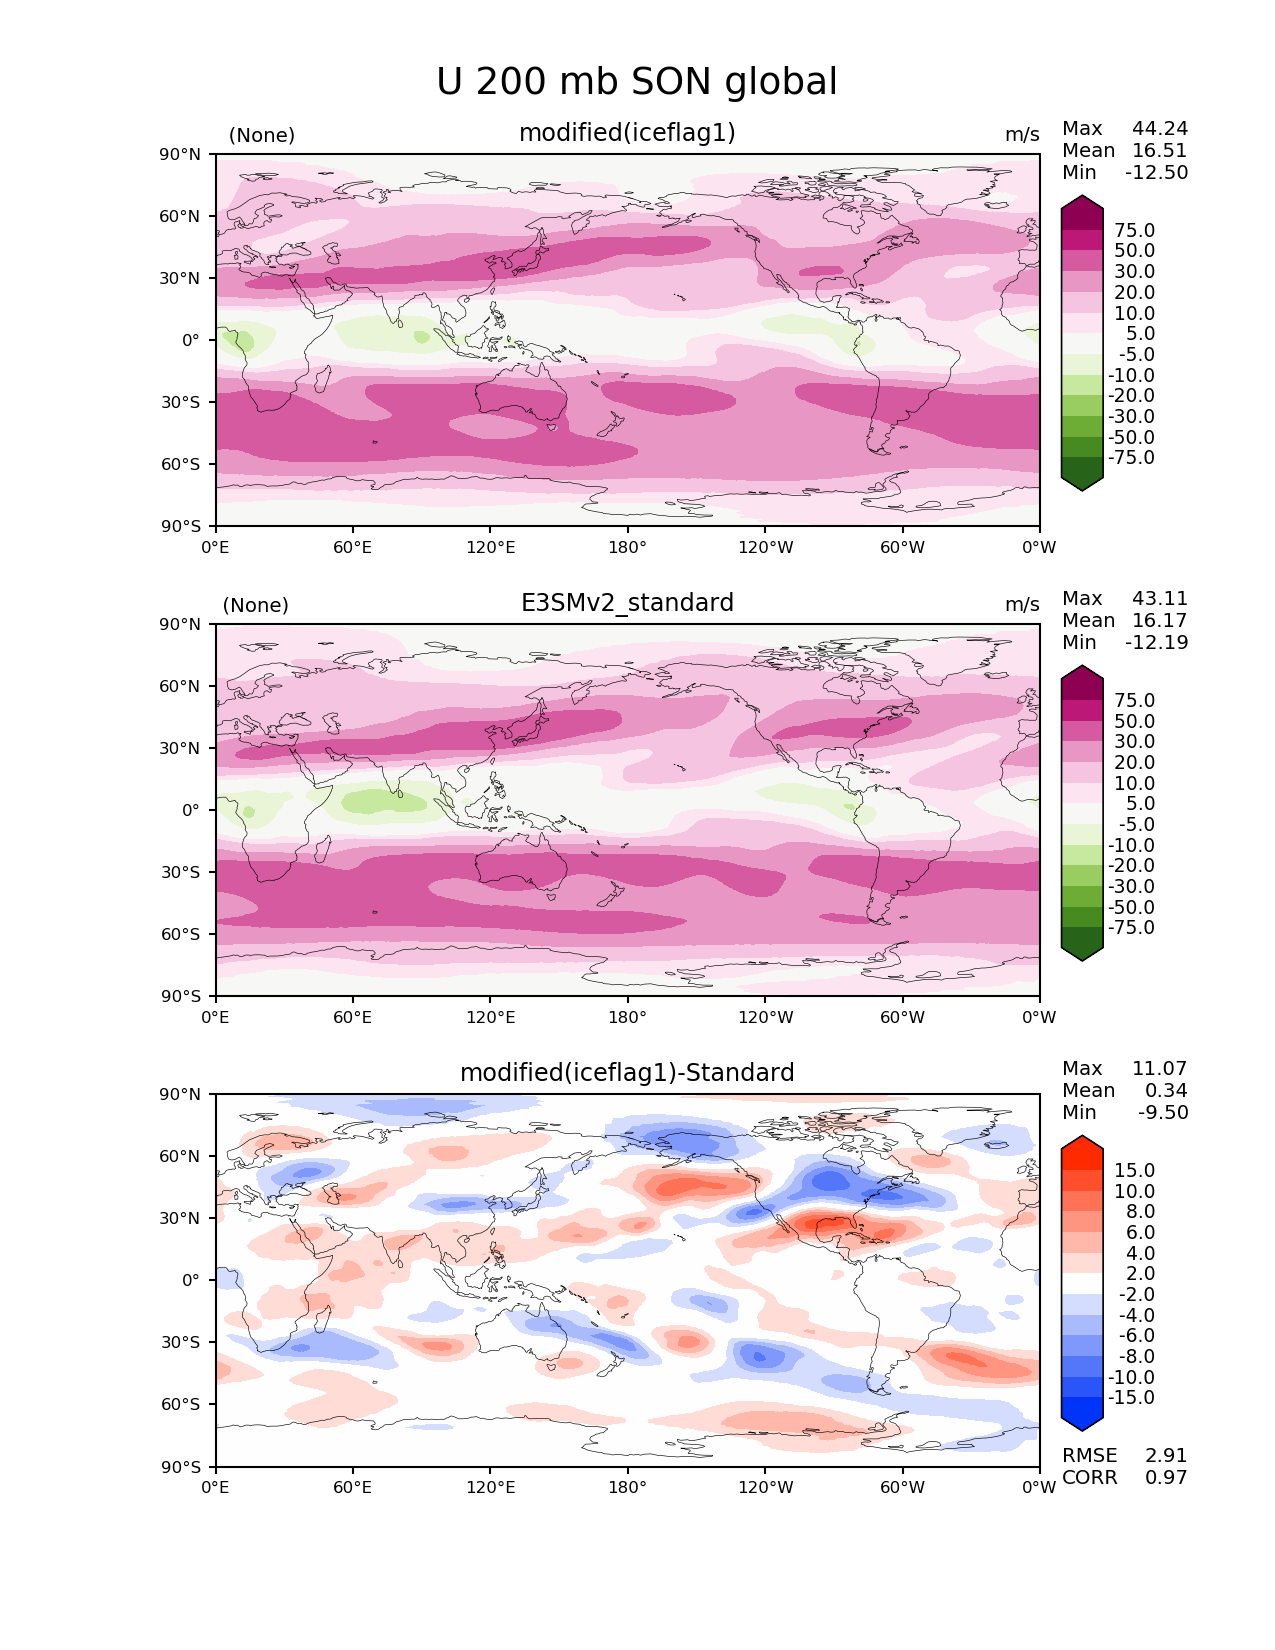 U 200 mb SON global
(None) modified(iceflag1) m/s
Max 44.24
Mean 16.51
Min -12.50
90°N
60°N
30°N
0°
30°S
60°S
90°S
0°E 60°E 120°E 180° 120°W 60°W 0°W
75.0
50.0
30.0
20.0
10.0
5.0
-5.0
-10.0
-20.0
-30.0
-50.0
-75.0
(None) E3SMv2_standard m/s
Max 43.11
Mean 16.17
Min -12.19
90°N
60°N
30°N
0°
30°S
60°S
90°S
0°E 60°E 120°E 180° 120°W 60°W 0°W
75.0
50.0
30.0
20.0
10.0
5.0
-5.0
-10.0
-20.0
-30.0
-50.0
-75.0
modified(iceflag1)-Standard
Max 11.07
Mean 0.34
Min -9.50
90°N
60°N
30°N
0°
30°S
60°S
90°S
0°E 60°E 120°E 180° 120°W 60°W 0°W
15.0
10.0
8.0
6.0
4.0
2.0
-2.0
-4.0
-6.0
-8.0
-10.0
-15.0
RMSE 2.91
CORR 0.97